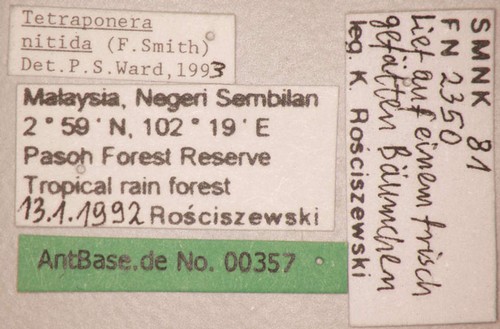 Tetraponera
nitida (F.Smith)
Det.P.S.Ward,1993
Malaysia, Negeri Sembilan
2°59'N, 102°19'E
Pasoh Forest Reserve
Tropical rain forest
13.1.1992 Rościszewski
AntBase.de No. 00357
SMNK 81
FN 2350
Lief auf einem frisch
gefällten Bäumchen
leg. K. Rościszewski